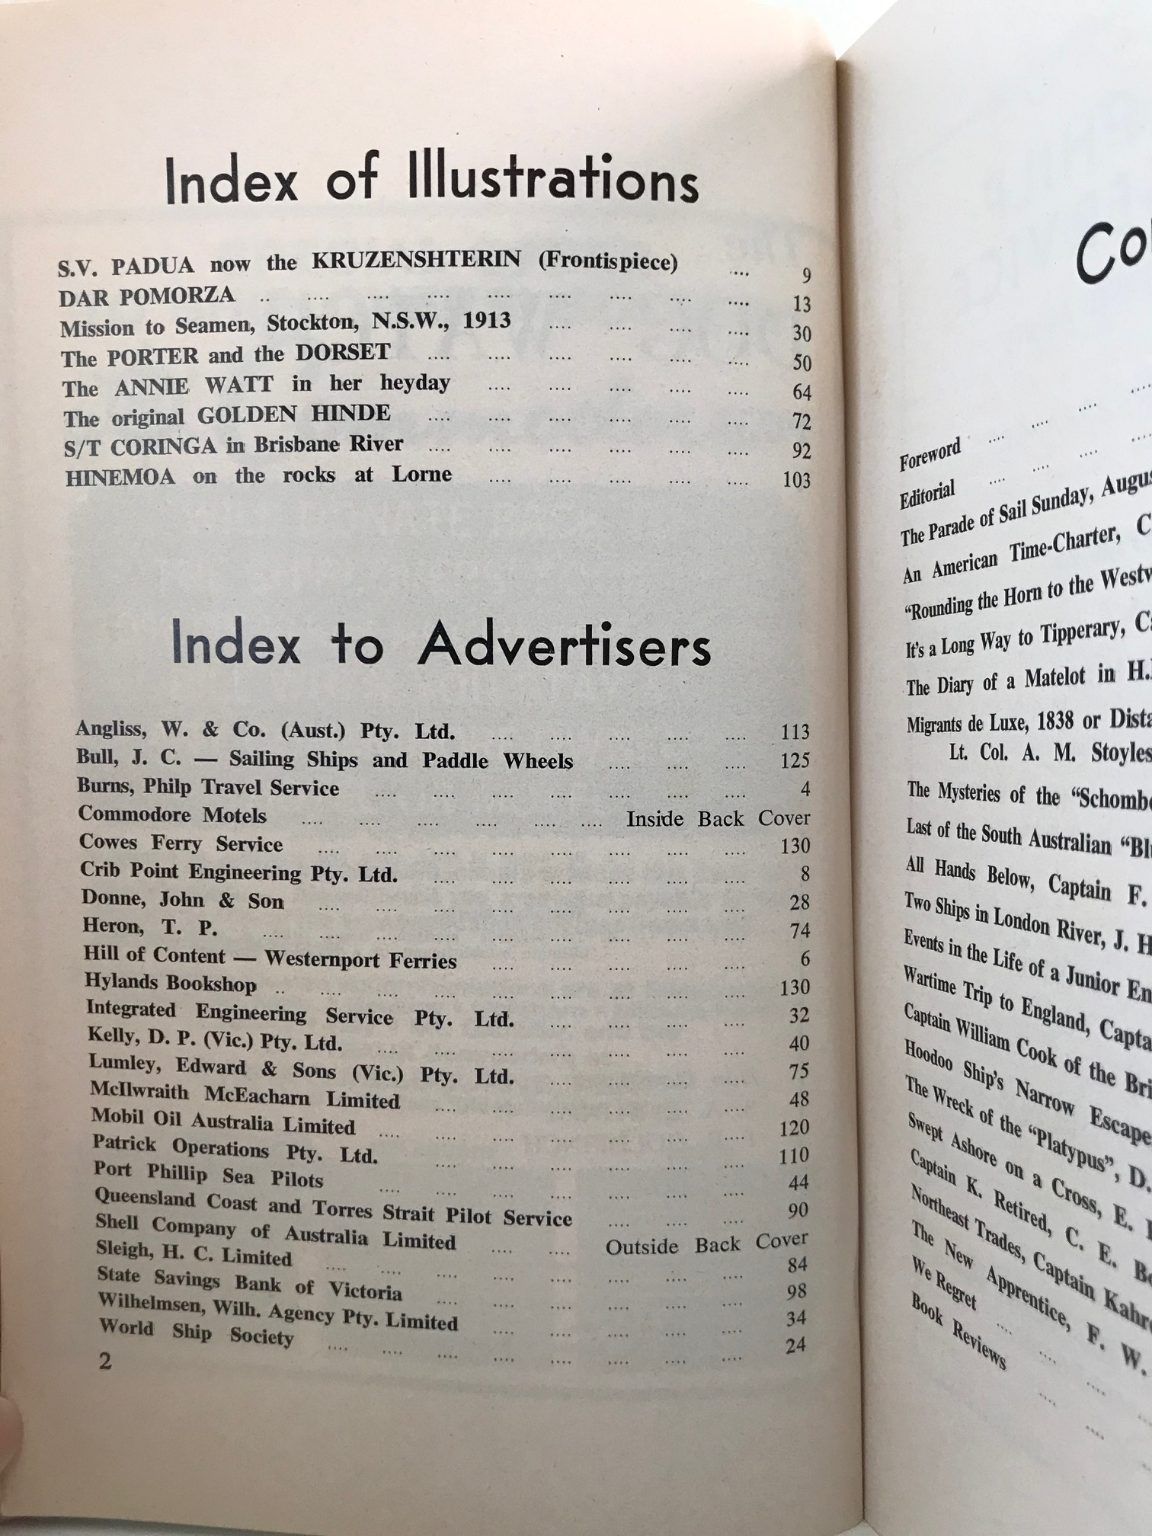 Index of Illustrations
S.V. PADUA now the KRUZENSHTERIN (Frontispiece) .... 9
DAR POMORZA .. .... .... .... .... .... .... .... .... 13
Mission to Seamen, Stockton, N.S.W., 1913 .... .... .... .... 30
The PORTER and the DORSET .... .... .... .... .... .... 50
The ANNIE WATT in her heyday .... .... .... .... .... 64
The original GOLDEN HINDE .... .... .... .... .... .... 72
S/T CORINGA in Brisbane River .... .... .... .... .... .... 92
HINEMOA on the rocks at Lorne .... .... .... .... .... 103
Index to Advertisers
Angliss, W. & Co. (Aust.) Pty. Ltd. .... .... .... .... .... 113
Bull, J. C. — Sailing Ships and Paddle Wheels .... .... .... 125
Burns, Philp Travel Service .... .... .... .... .... .... .... 4
Commodore Motels .... .... .... .... .... .... Inside Back Cover
Cowes Ferry Service .... .... .... .... .... .... .... .... 130
Crib Point Engineering Pty. Ltd. .... .... .... .... .... .... 8
Donne, John & Son .... .... .... .... .... .... .... .... 28
Heron, T. P. .... .... .... .... .... .... .... .... .... 74
Hill of Content — Westernport Ferries .... .... .... .... .... 6
Hylands Bookshop .. .... .... .... .... .... .... .... .... 130
Integrated Engineering Service Pty. Ltd. .... .... .... .... 32
Kelly, D. P. (Vic.) Pty. Ltd. .... .... .... .... .... .... .... 40
Lumley, Edward & Sons (Vic.) Pty. Ltd. .... .... .... .... 75
McIlwraith McEacharn Limited .... .... .... .... .... .... 48
Mobil Oil Australia Limited .... .... .... .... .... .... .... 120
Patrick Operations Pty. Ltd. .... .... .... .... .... .... 110
Port Phillip Sea Pilots .... .... .... .... .... .... .... 44
Queensland Coast and Torres Strait Pilot Service .... .... .... 90
Shell Company of Australia Limited .... .... Outside Back Cover
Sleigh, H. C. Limited .... .... .... .... .... .... .... .... 84
State Savings Bank of Victoria .... .... .... .... .... .... 98
Wilhelmsen, Wilh. Agency Pty. Limited .... .... .... .... .... 34
World Ship Society .... .... .... .... .... .... .... .... 24
2
Co
Foreword .... .... .... ....
Editorial .... .... .... ....
The Parade of Sail Sunday, Augus
An American Time-Charter, C
“Rounding the Horn to the Westw
It's a Long Way to Tipperary, Ca
The Diary of a Matelot in H.
Migrants de Luxe, 1838 or Dista
Lt. Col. A. M. Stoyles
The Mysteries of the “Schombe
Last of the South Australian “Bl
All Hands Below, Captain F.
Two Ships in London River, J. H
Events in the Life of a Junior En
Wartime Trip to England, Capta
Captain William Cook of the Bri
Hoodoo Ship's Narrow Escape
The Wreck of the “Platypus”, D.
Swept Ashore on a Cross, E.
Captain K. Retired, C. E. Be
Northeast Trades, Captain Kahr
The New Apprentice, F. W.
We Regret .... .... .... ....
Book Reviews .... .... ....